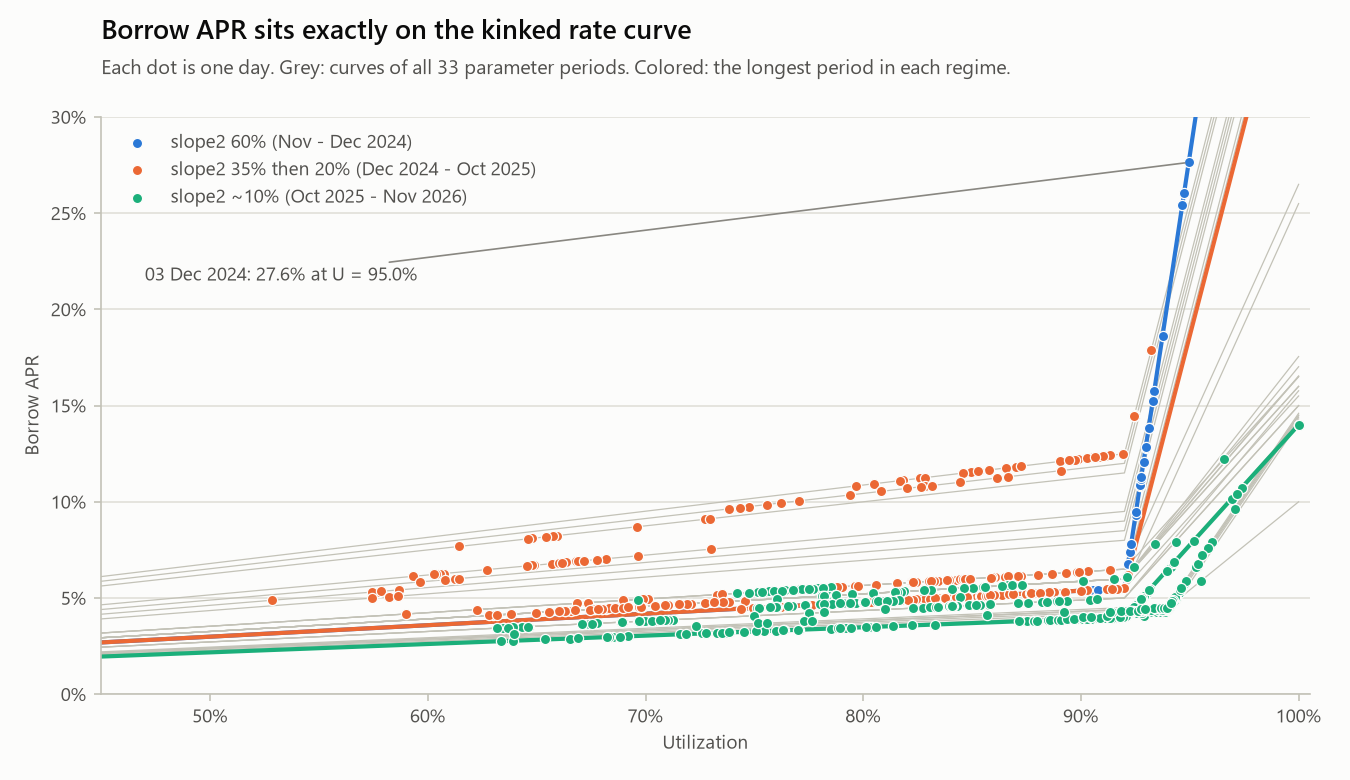 Borrow APR sits exactly on the kinked rate curve
Each dot is one day. Grey: curves of all 33 parameter periods. Colored: the longest period in each regime.
30%
slope2 60% (Nov - Dec 2024)
slope2 35% then 20% (Dec 2024 - Oct 2025)
slope2 ~10% (Oct 2025 - Nov 2026)
25%
03 Dec 2024: 27.6% at U = 95.0%
20%
Borrow APR
15%
10%
5%
0%
50%
60%
70%
80%
90%
100%
Utilization